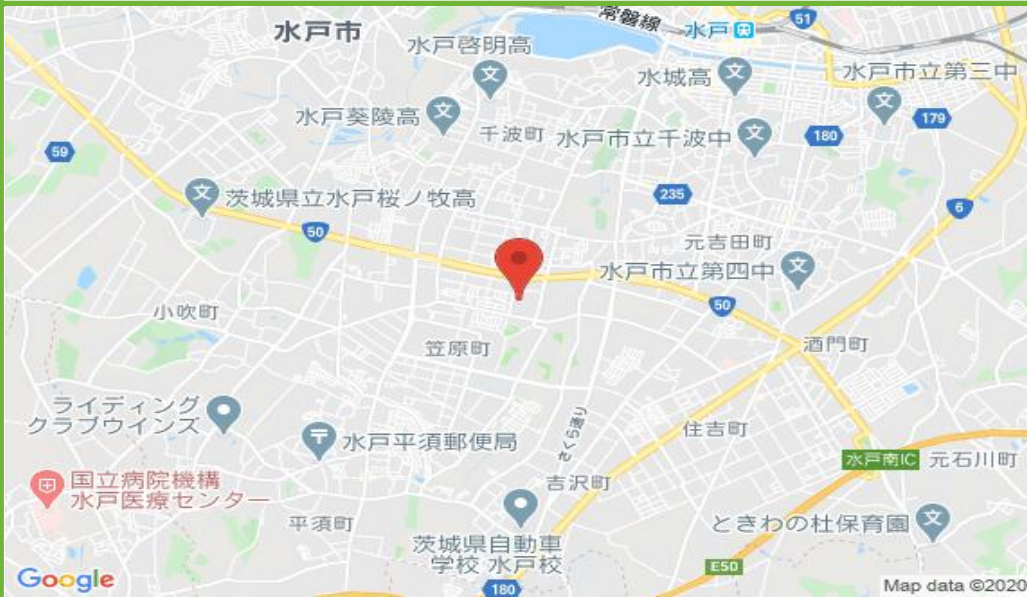 水戸市
常磐線
水戸
51
水戸啓明高
水城高
水戸市立第三中
水戸葵陵高
千波町
水戸市立千波中
180
179
59
235
茨城県立水戸桜ノ牧高
6
50
元吉田町
水戸市立第四中
50
小吹町
笠原町
酒門町
ライディング
クラブウインズ
さくら通り
住吉町
水戸平須郵便局
水戸南IC
元石川町
国立病院機構
水戸医療センター
吉沢町
平須町
ときわの杜保育園
茨城県自動車
学校 水戸校
E50
Google
180
Map data ©2020